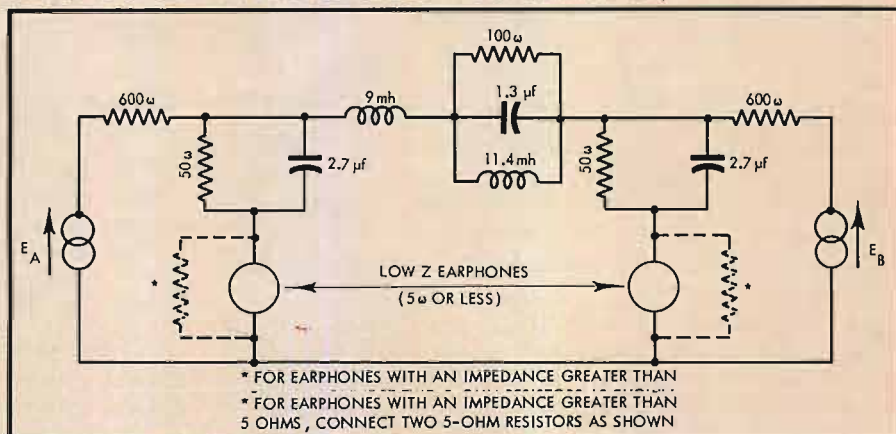 100ω
1.3 μf
11.4mh
9 mh
600ω
600ω
50ω
2.7 μf
50ω
2.7 μf
E_A
E_B
LOW Z EARPHONES
(5ω OR LESS)
*
*
* FOR EARPHONES WITH AN IMPEDANCE GREATER THAN
* FOR EARPHONES WITH AN IMPEDANCE GREATER THAN
5 OHMS, CONNECT TWO 5-OHM RESISTORS AS SHOWN